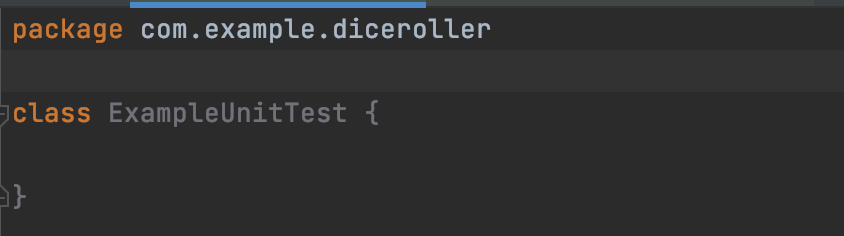 package com.example.diceroller
class ExampleUnitTest {
}